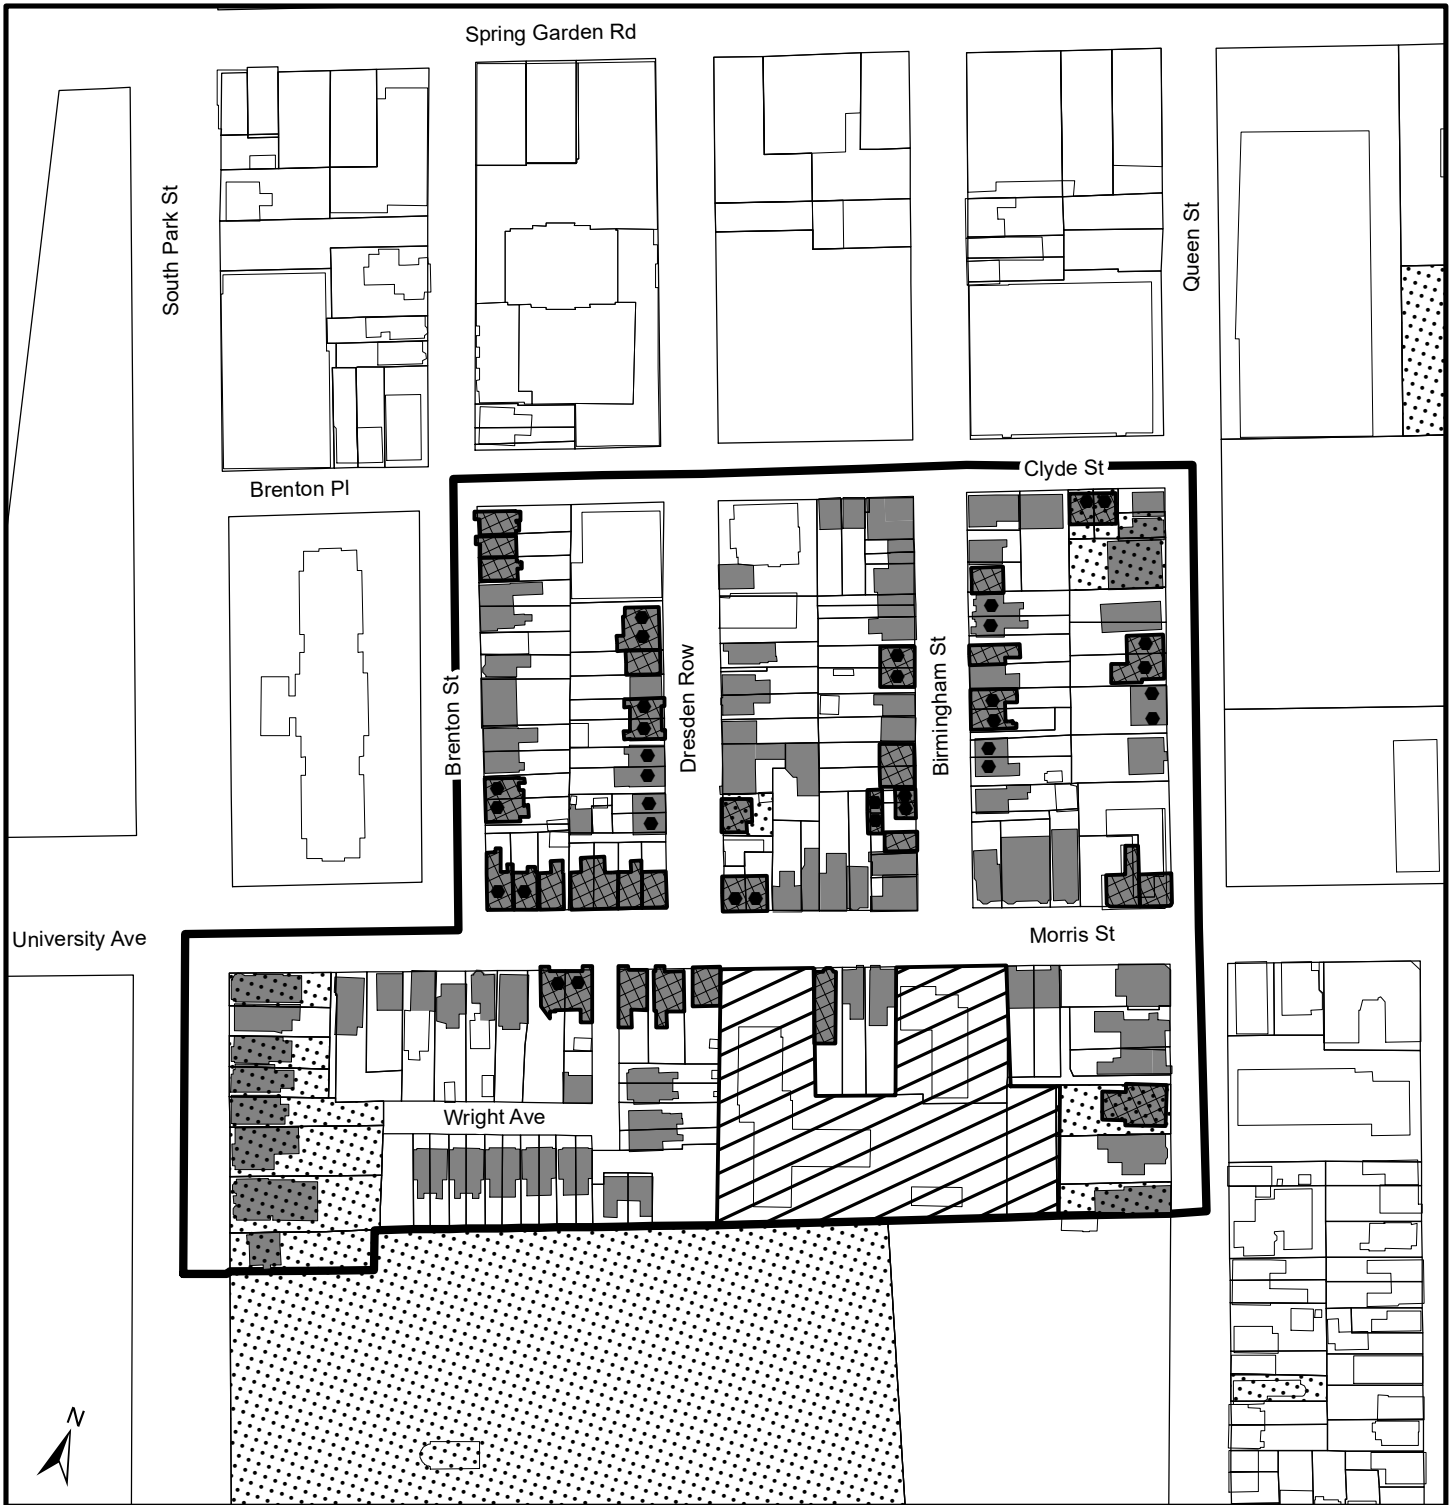 Spring Garden Rd
South Park St
Queen St
Clyde St
Brenton Pl
Brenton St
Dresden Row
Birmingham St
University Ave
Morris St
Wright Ave
N